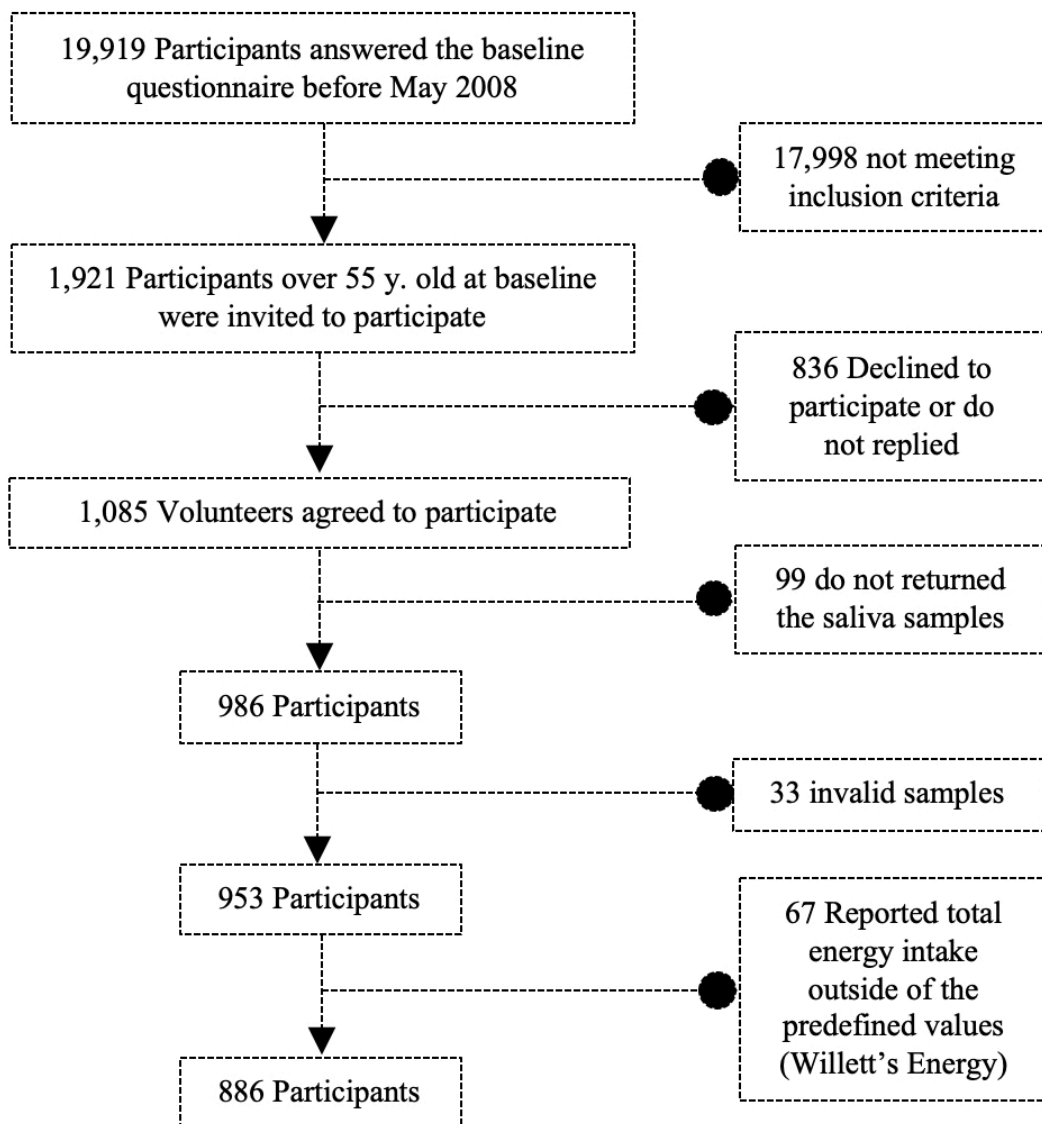 19,919 Participants answered the baseline
questionnaire before May 2008
17,998 not meeting
inclusion criteria
1,921 Participants over 55 y. old at baseline
were invited to participate
836 Declined to
participate or do
not replied
1,085 Volunteers agreed to participate
99 do not returned
the saliva samples
986 Participants
33 invalid samples
953 Participants
67 Reported total
energy intake
outside of the
predefined values
(Willett’s Energy)
886 Participants